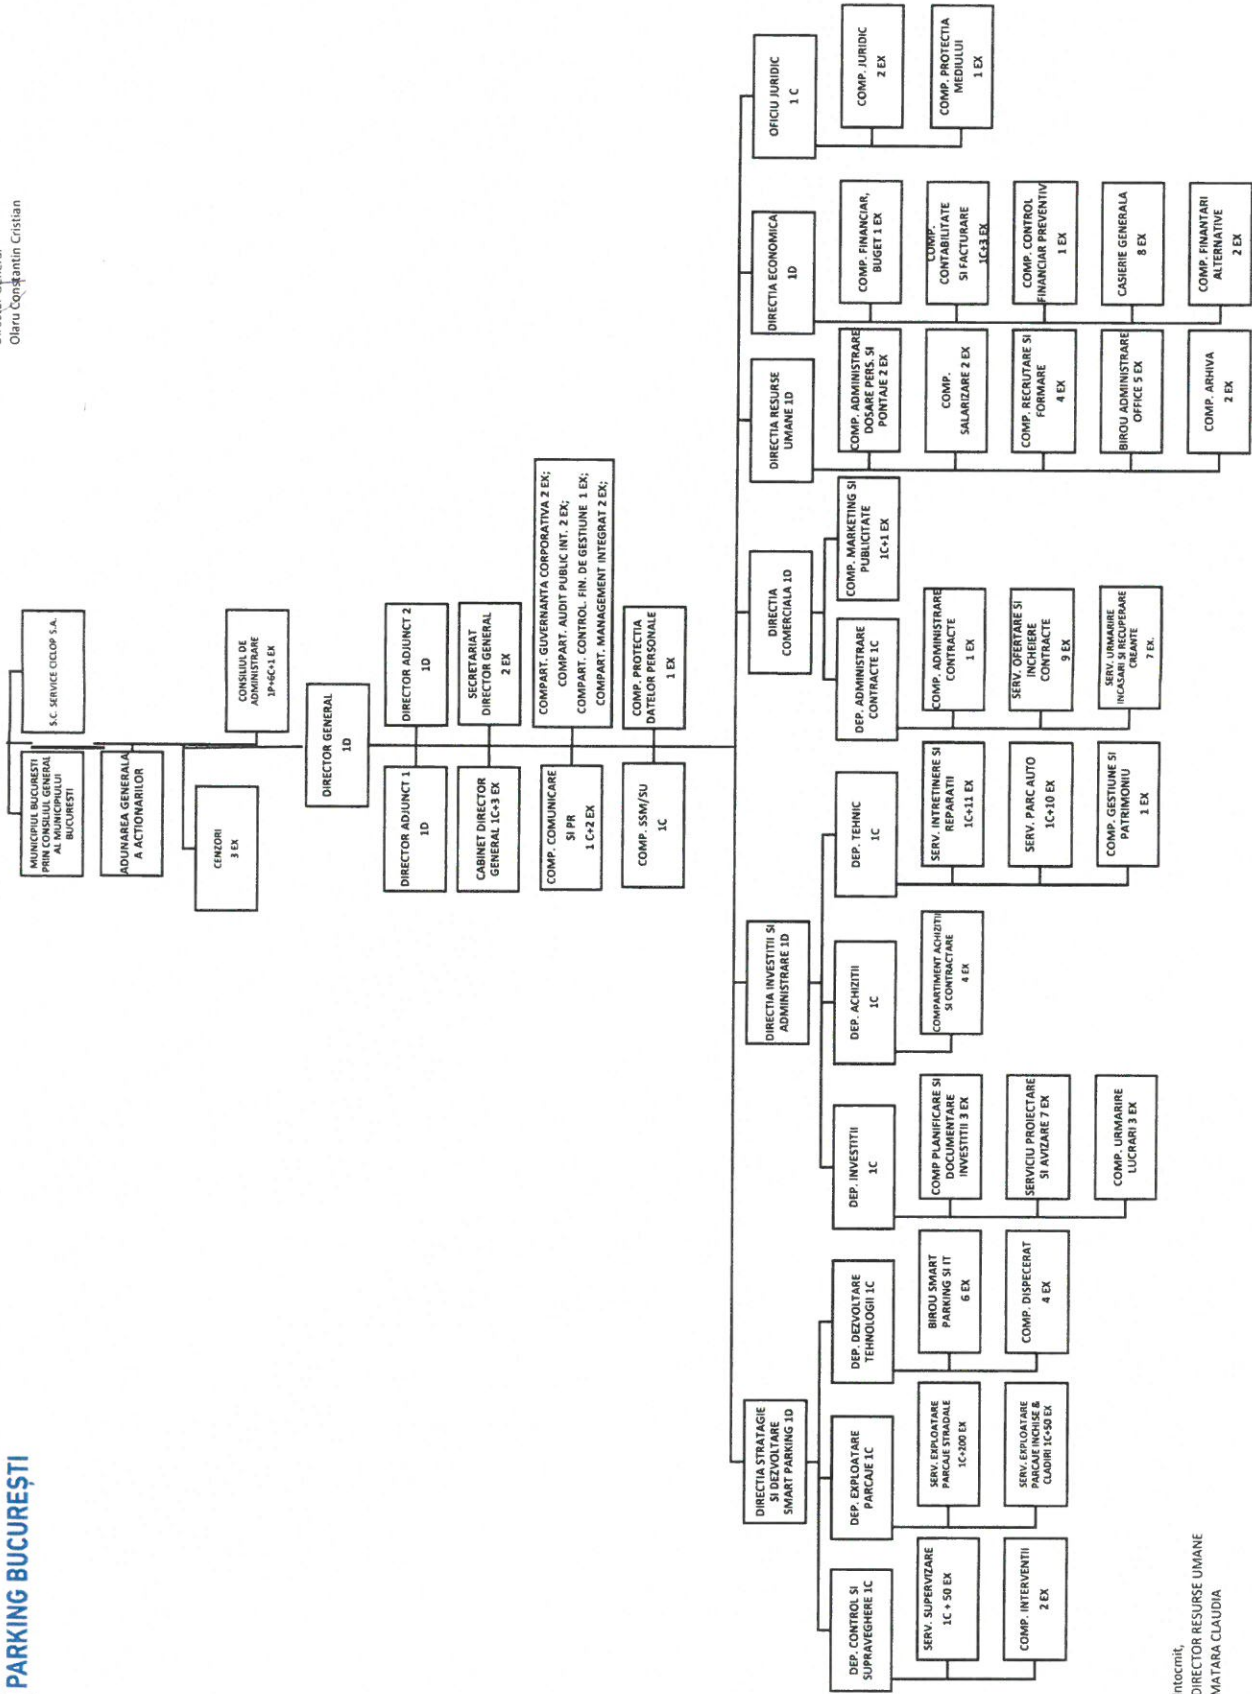 PARKING BUCUREȘTI
Olaru Constantin Cristian
MUNICIPIUL BUCURESTI
PRIN CONSILIUL GENERAL
AL MUNICIPIULUI
BUCURESTI
S.C. SERVICE CICLOP S.A.
ADUNAREA GENERALA
A ACTIONARILOR
CENZORI
3 EX
CONSILIUL DE
ADMINISTRARE
1P+6C+1 EX
DIRECTOR GENERAL
1D
DIRECTOR ADJUNCT 1
1D
DIRECTOR ADJUNCT 2
1D
CABINET DIRECTOR
GENERAL 1C+3 EX
SECRETARIAT
DIRECTOR GENERAL
2 EX
COMP. COMUNICARE
SI PR
1 C+2 EX
COMPART. GUVERNANTA CORPORATIVA 2 EX;
COMPART. AUDIT PUBLIC INT. 2 EX;
COMPART. CONTROL. FIN. DE GESTIUNE 1 EX;
COMPART. MANAGEMENT INTEGRAT 2 EX;
COMP. SSM/SU
1C
COMP. PROTECTIA
DATELOR PERSONALE
1 EX
DIRECTIA STRATAGIE
SI DEZVOLTARE
SMART PARKING 1D
DEP. CONTROL SI
SUPRAVEGHERE 1C
SERV. SUPERVIZARE
1C + 50 EX
COMP. INTERVENTII
2 EX
DEP. EXPLOATARE
PARCAJE 1C
SERV. EXPLOATARE
PARCAJE STRADALE
1C+200 EX
SERV. EXPLOATARE
PARCAJE INCHISE &
CLADIRI 1C+50 EX
DEP. DEZVOLTARE
TEHNOLOGII 1C
BIROU SMART
PARKING SI IT
6 EX
COMP. DISPECERAT
4 EX
DIRECTIA INVESTITII SI
ADMINISTRARE 1D
DEP. INVESTITII
1C
COMP PLANIFICARE SI
DOCUMENTARE
INVESTITII 3 EX
SERVICIU PROIECTARE
SI AVIZARE 7 EX
COMP. URMARIRE
LUCRARI 3 EX
DEP. ACHIZITII
1C
COMPARTIMENT ACHIZITII
SI CONTRACTARE
4 EX
DEP. TEHNIC
1C
SERV. INTRETINERE SI
REPARATII
1C+11 EX
SERV. PARC AUTO
1C+10 EX
COMP. GESTIUNE SI
PATRIMONIU
1 EX
DIRECTIA
COMERCIALA 1D
DEP. ADMINISTRARE
CONTRACTE 1C
COMP. ADMINISTRARE
CONTRACTE
1 EX
SERV. OFERTARE SI
INCHEIERE
CONTRACTE
9 EX
SERV. URMARIRE
INCASARI SI RECUPERARE
CREANTE
7 EX.
COMP. MARKETING SI
PUBLICITATE
1C+1 EX
DIRECTIA RESURSE
UMANE 1D
COMP. ADMINISTRARE
DOSARE PERS. SI
PONTAJE 2 EX
COMP.
SALARIZARE 2 EX
COMP. RECRUTARE SI
FORMARE
4 EX
BIROU ADMINISTRARE
OFFICE 5 EX
COMP. ARHIVA
2 EX
DIRECTIA ECONOMICA
1D
COMP. FINANCIAR,
BUGET 1 EX
COMP.
CONTABILITATE
SI FACTURARE
1C+3 EX
COMP. CONTROL
FINANCIAR PREVENTIV
1 EX
CASIERIE GENERALA
8 EX
COMP. FINANTARI
ALTERNATIVE
2 EX
OFICIU JURIDIC
1 C
COMP. JURIDIC
2 EX
COMP. PROTECTIA
MEDIULUI
1 EX
ntocmit,
DIRECTOR RESURSE UMANE
MATARA CLAUDIA